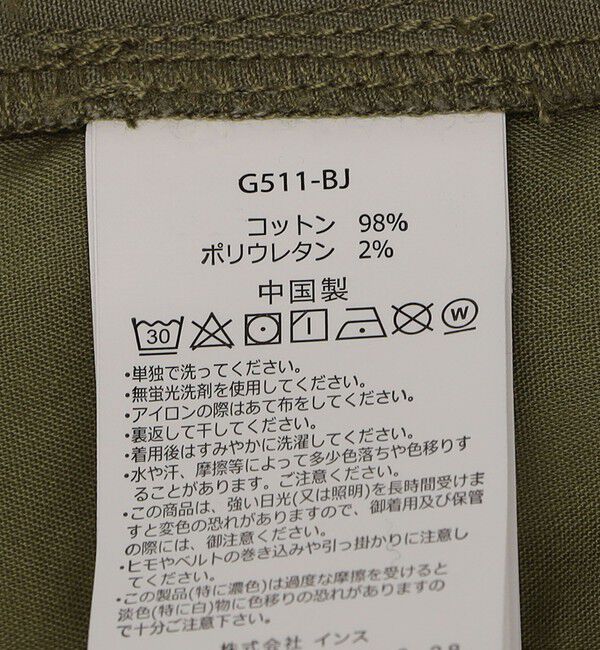 G511-BJ
コットン 98%
ポリウレタン 2%
中国製
30 W
・単独で洗ってください。
・無蛍光洗剤を使用してください。
・アイロンの際はあて布をしてください。
・裏返して干してください。
・着用後はすみやかに洗濯してください。
・水や汗、摩擦等によって多少色落ちや色移りす
ることがあります。ご注意ください。
・この商品は、強い日光(又は照明)を長時間受けま
すと変色の恐れがありますので、御着用及び保管
の際には、御注意ください。
・ヒモやベルトの巻き込みや引っ掛かりに注意し
てください。
・この製品(特に濃色)は過度な摩擦を受けると
淡色(特に白)物に色移りの恐れがありますの
で十分ご注意ください。
株式会社 インス